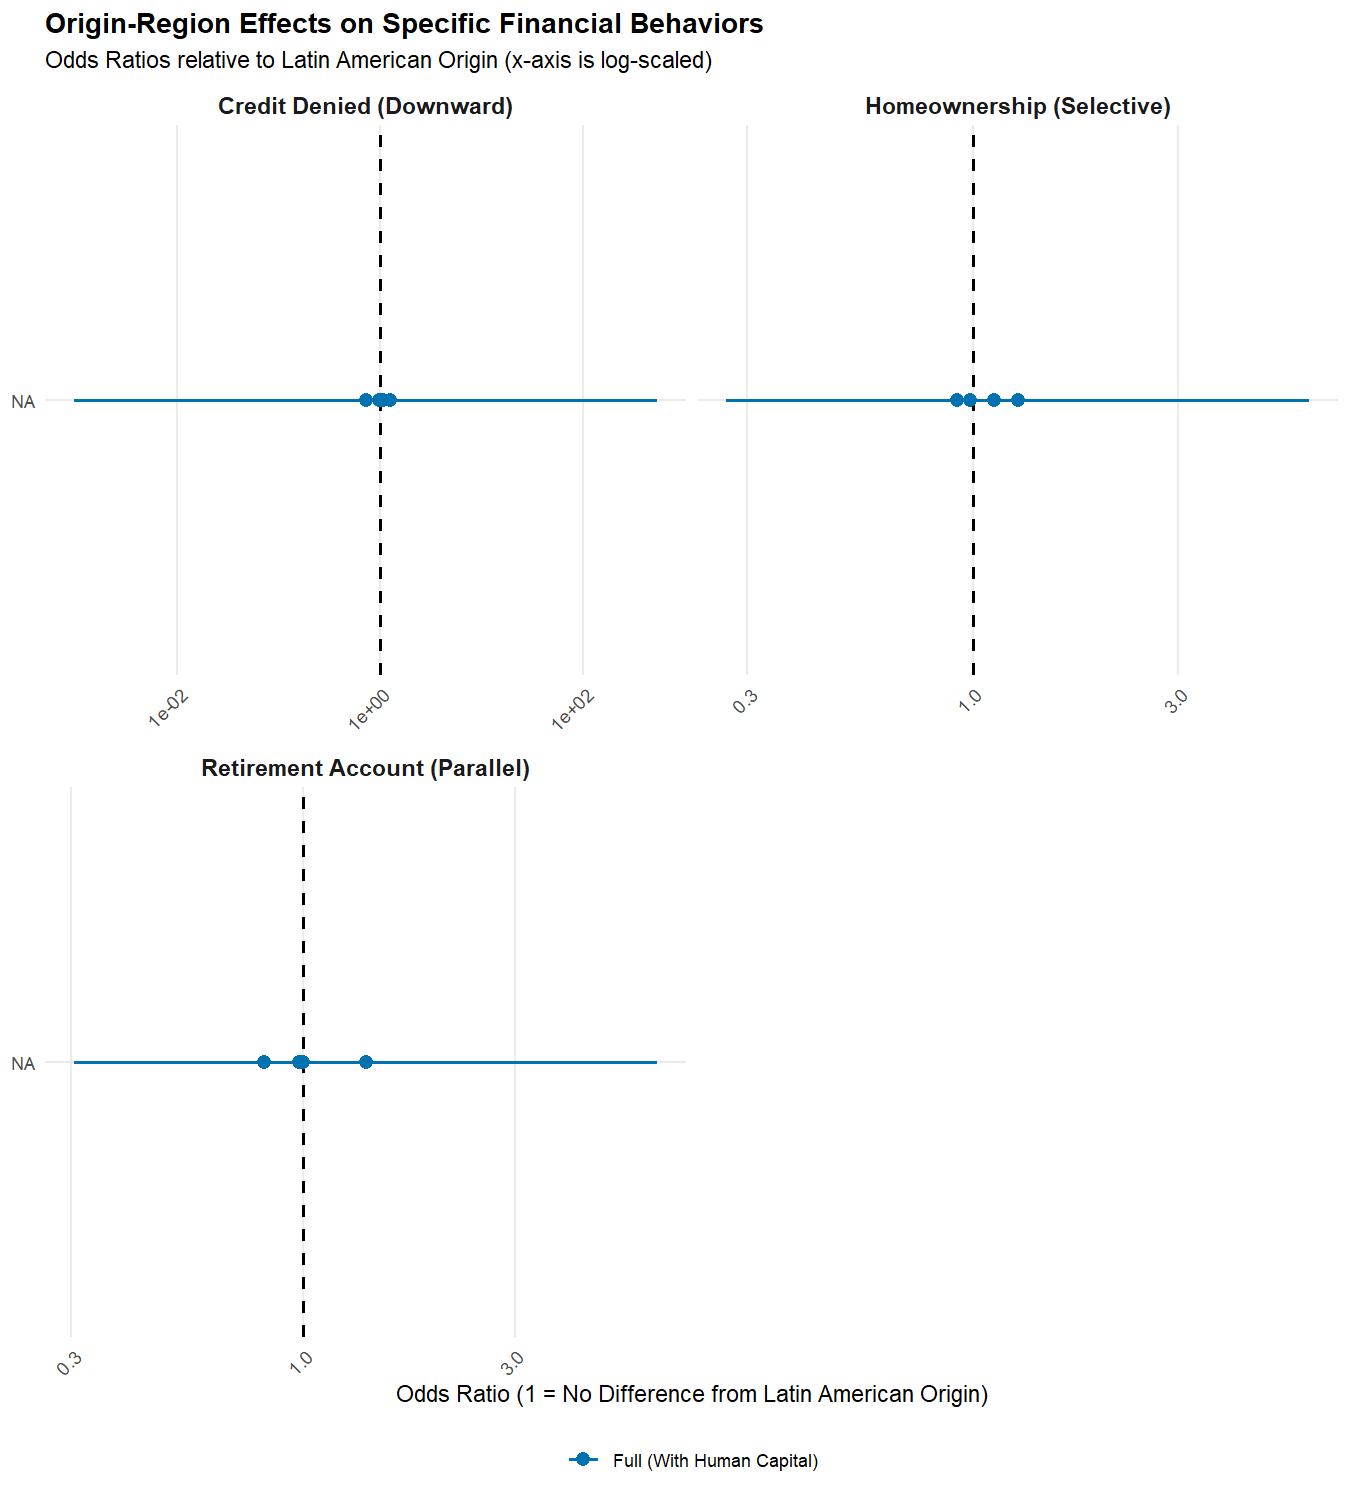 Origin-Region Effects on Specific Financial Behaviors
Odds Ratios relative to Latin American Origin (x-axis is log-scaled)
Credit Denied (Downward)
Homeownership (Selective)
NA
1e-02
1e+00
1e+02
0.3
1.0
3.0
Retirement Account (Parallel)
NA
0.3
1.0
3.0
Odds Ratio (1 = No Difference from Latin American Origin)
Full (With Human Capital)